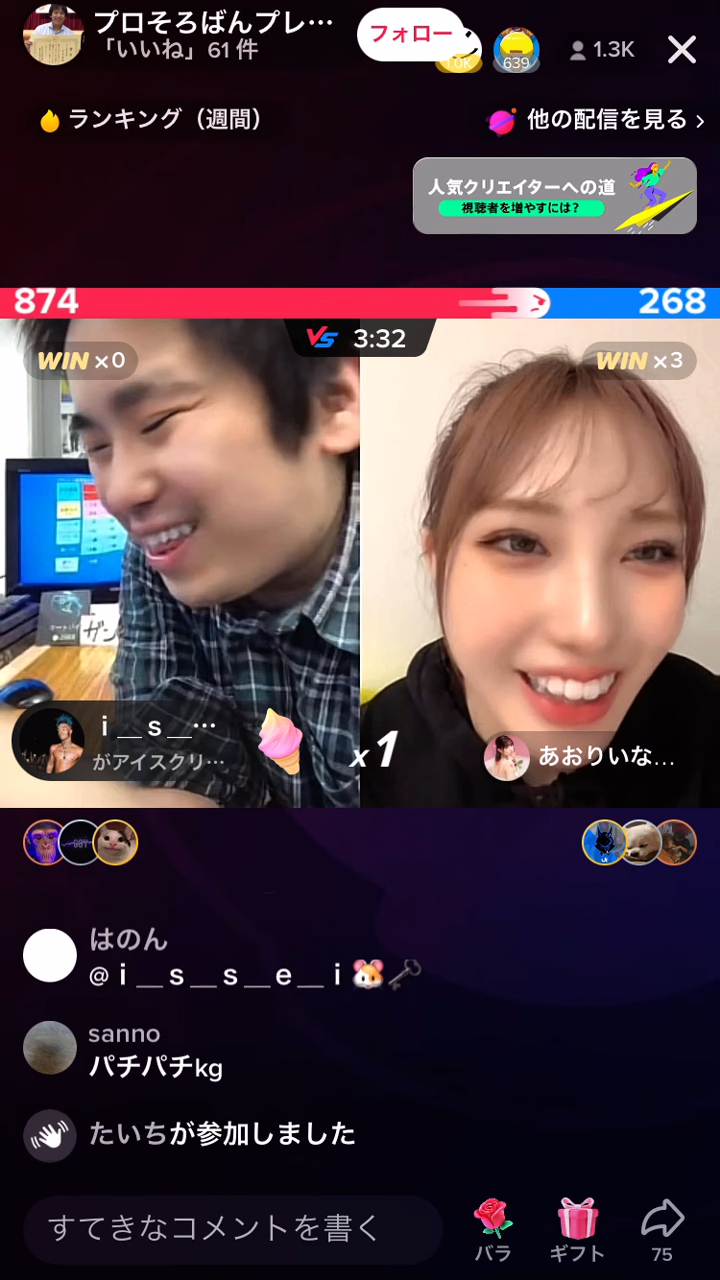 プロそろばんプレ…
「いいね」61 件
フォロー
1.0K
639
1.3K
ランキング（週間）
他の配信を見る
人気クリエイターへの道
視聴者を増やすには？
874
268
VS 3:32
WIN x0
WIN x3
i＿s＿…
がアイスクリ…
x1
あおりいな…
はのん
@ i＿s＿s＿e＿i 🐹🗝
sanno
パチパチkg
たいちが参加しました
すてきなコメントを書く
バラ
ギフト
75